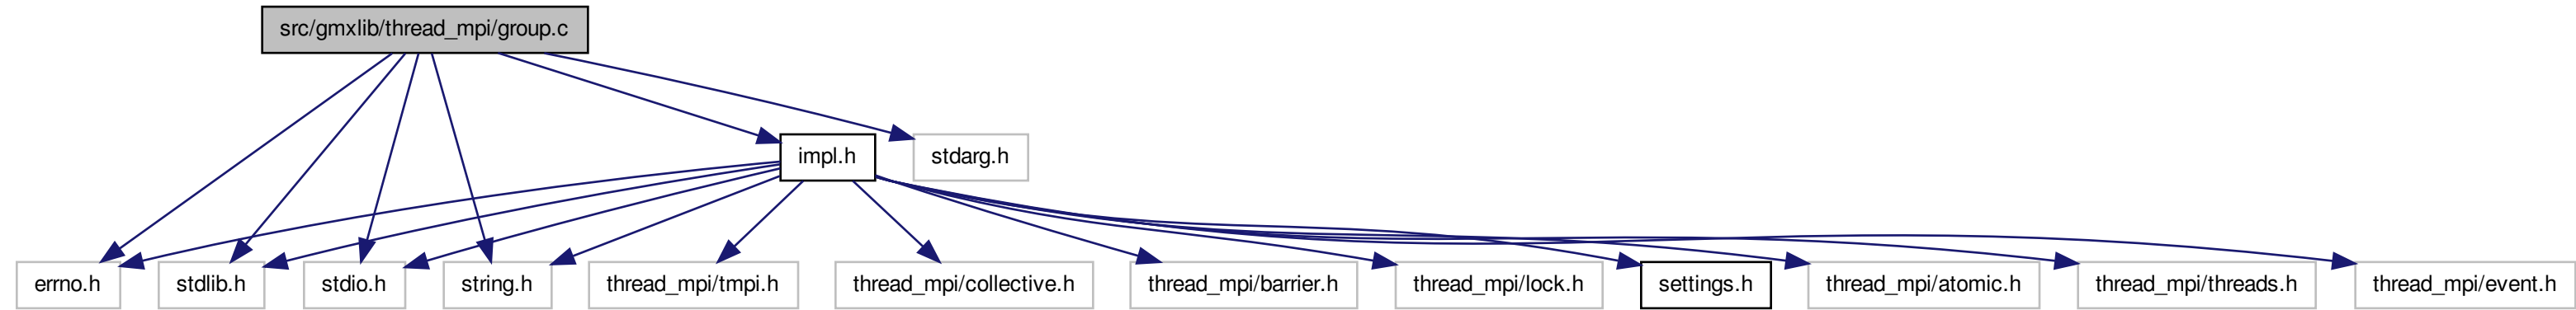 src/gmxlib/thread_mpi/group.c
impl.h
stdarg.h
errno.h
stdlib.h
stdio.h
string.h
thread_mpi/tmpi.h
thread_mpi/collective.h
thread_mpi/barrier.h
thread_mpi/lock.h
settings.h
thread_mpi/atomic.h
thread_mpi/threads.h
thread_mpi/event.h